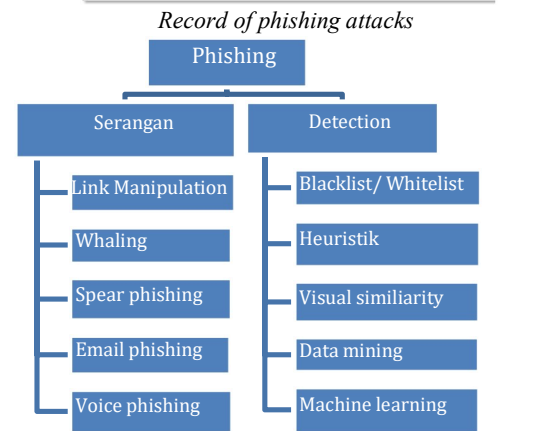 Record of phishing attacks
Phishing
Serangan
Link Manipulation
Whaling
Spear phishing
Email phishing
Voice phishing
Detection
Blacklist/ Whitelist
Heuristik
Visual similiarity
Data mining
Machine learning